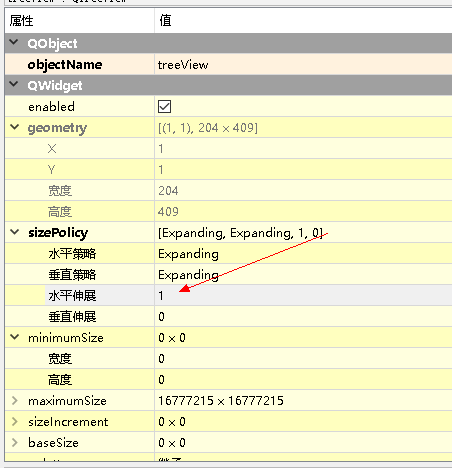 属性 值
QObject
objectName treeView
QWidget
enabled
geometry [(1, 1), 204 × 409]
X 1
Y 1
宽度 204
高度 409
sizePolicy [Expanding, Expanding, 1, 0]
水平策略 Expanding
垂直策略 Expanding
水平伸展 1
垂直伸展 0
minimumSize 0 × 0
宽度 0
高度 0
maximumSize 16777215 × 16777215
sizeIncrement 0 × 0
baseSize 0 × 0